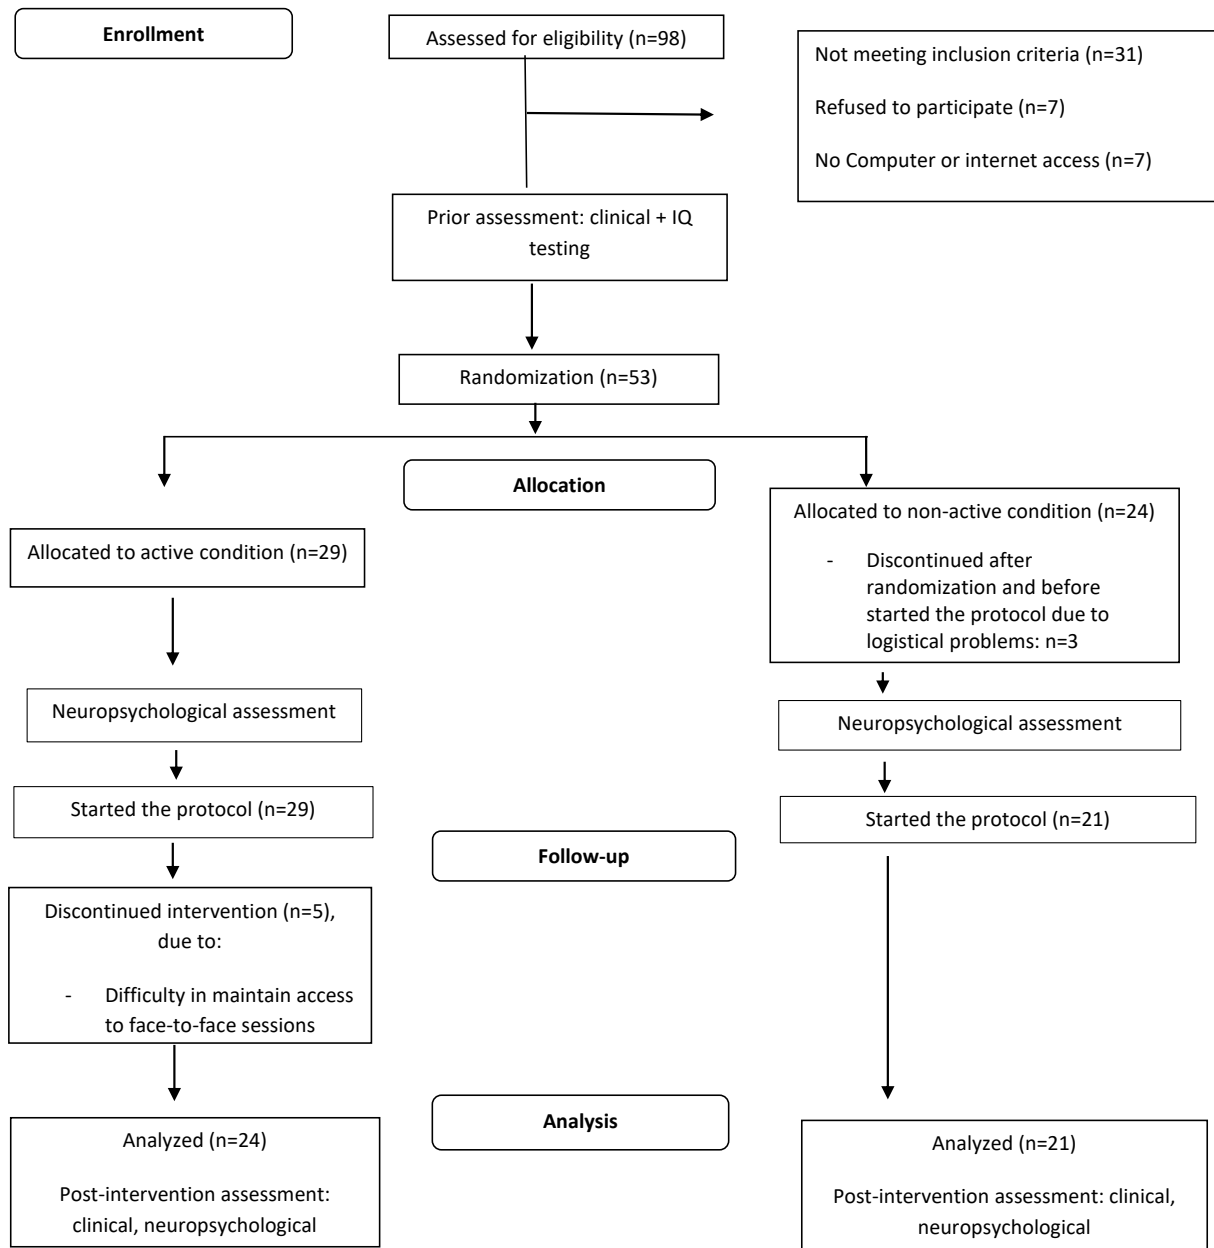 Enrollment
Assessed for eligibility (n=98)
Not meeting inclusion criteria (n=31)
Refused to participate (n=7)
No Computer or internet access (n=7)
Prior assessment: clinical + IQ
testing
Randomization (n=53)
Allocation
Allocated to active condition (n=29)
Allocated to non-active condition (n=24)
- Discontinued after
randomization and before
started the protocol due to
logistical problems: n=3
Neuropsychological assessment
Neuropsychological assessment
Started the protocol (n=29)
Started the protocol (n=21)
Follow-up
Discontinued intervention (n=5),
due to:
- Difficulty in maintain access
to face-to-face sessions
Analysis
Analyzed (n=24)
Post-intervention assessment:
clinical, neuropsychological
Analyzed (n=21)
Post-intervention assessment: clinical,
neuropsychological